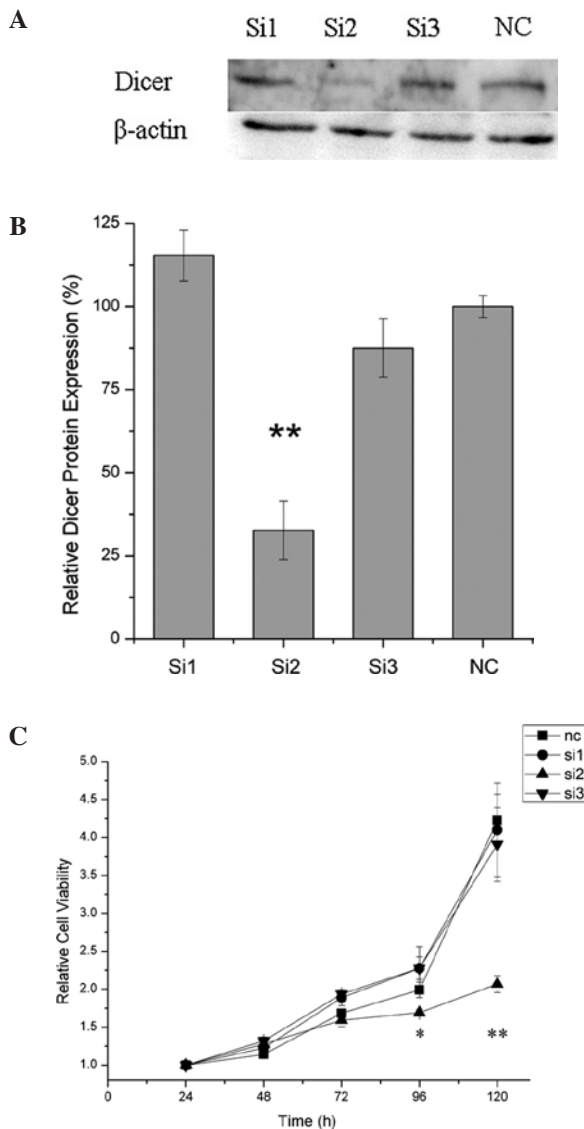 A
Si1 Si2 Si3 NC
Dicer
β-actin
B
Relative Dicer Protein Expression (%)
125
100
75
50
25
0
**
Si1 Si2 Si3 NC
C
nc
si1
si2
si3
Relative Cell Viability
5.0
4.5
4.0
3.5
3.0
2.5
2.0
1.5
1.0
* **
0 24 48 72 96 120
Time (h)